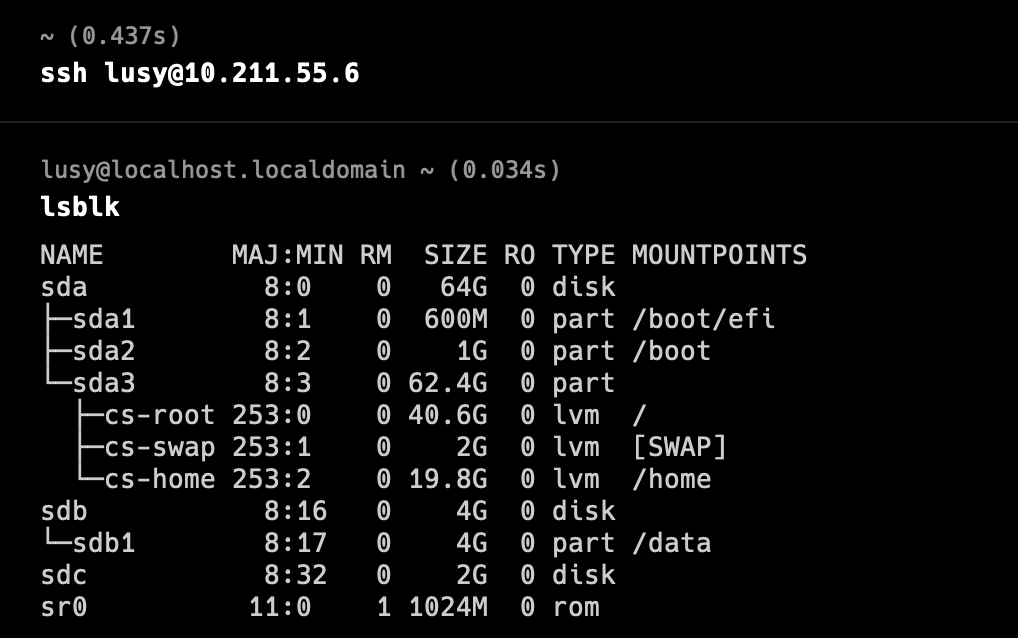 ~ (0.437s)
ssh lusy@10.211.55.6
lusy@localhost.localdomain ~ (0.034s)
lsblk
NAME        MAJ:MIN RM  SIZE RO TYPE MOUNTPOINTS
sda           8:0    0   64G  0 disk
├─sda1        8:1    0  600M  0 part /boot/efi
├─sda2        8:2    0    1G  0 part /boot
└─sda3        8:3    0 62.4G  0 part
  ├─cs-root 253:0    0 40.6G  0 lvm  /
  ├─cs-swap 253:1    0    2G  0 lvm  [SWAP]
  └─cs-home 253:2    0 19.8G  0 lvm  /home
sdb           8:16   0    4G  0 disk
└─sdb1        8:17   0    4G  0 part /data
sdc           8:32   0    2G  0 disk
sr0          11:0    1 1024M  0 rom